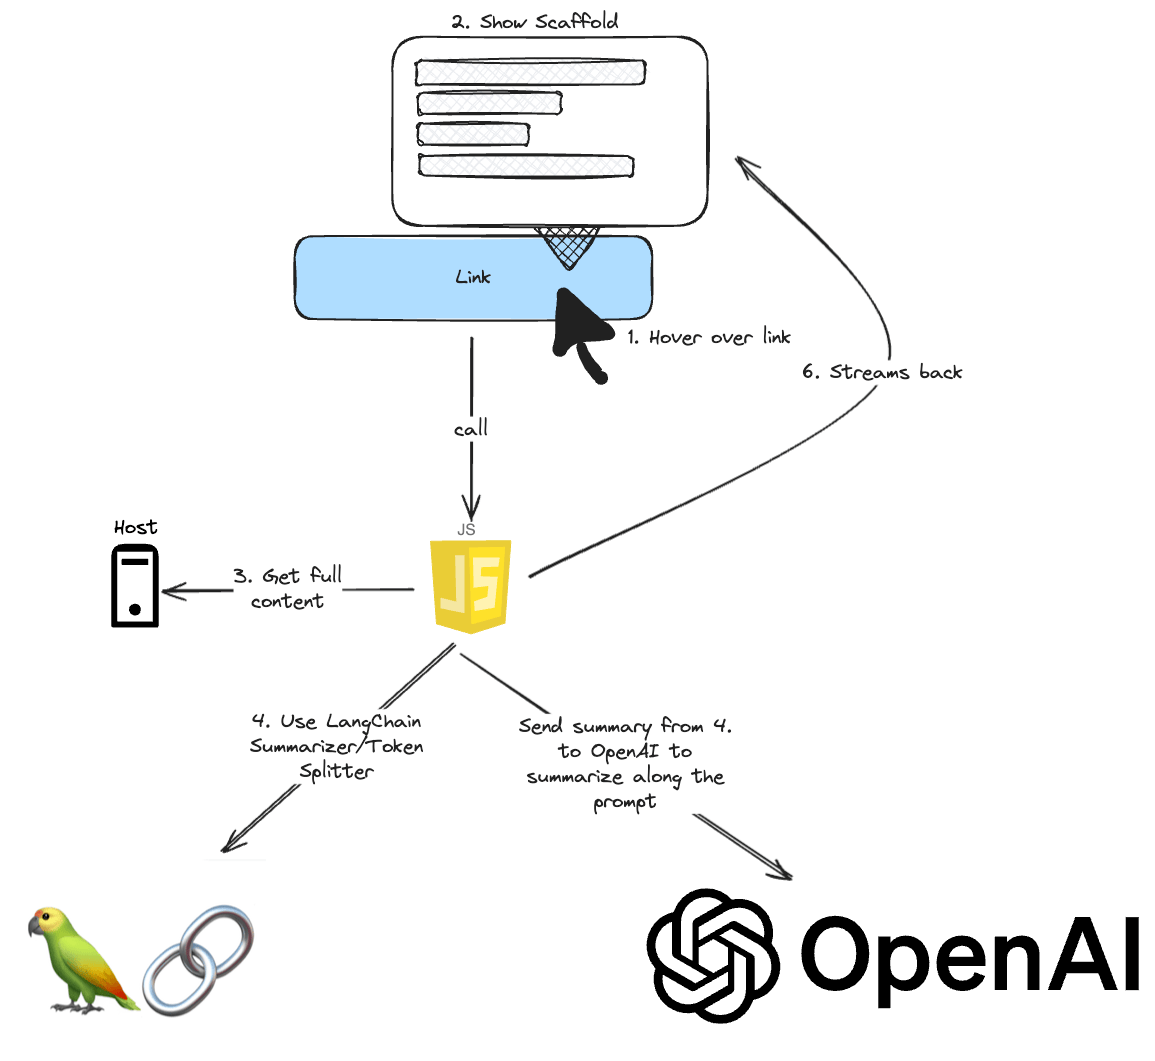 2. Show Scaffold
Link
1. Hover over link
6. Streams back
call
JS
JS
Host
3. Get full
content
4. Use LangChain
Summarizer/Token
Splitter
Send summary from 4.
to OpenAI to
summarize along the
prompt
OpenAI